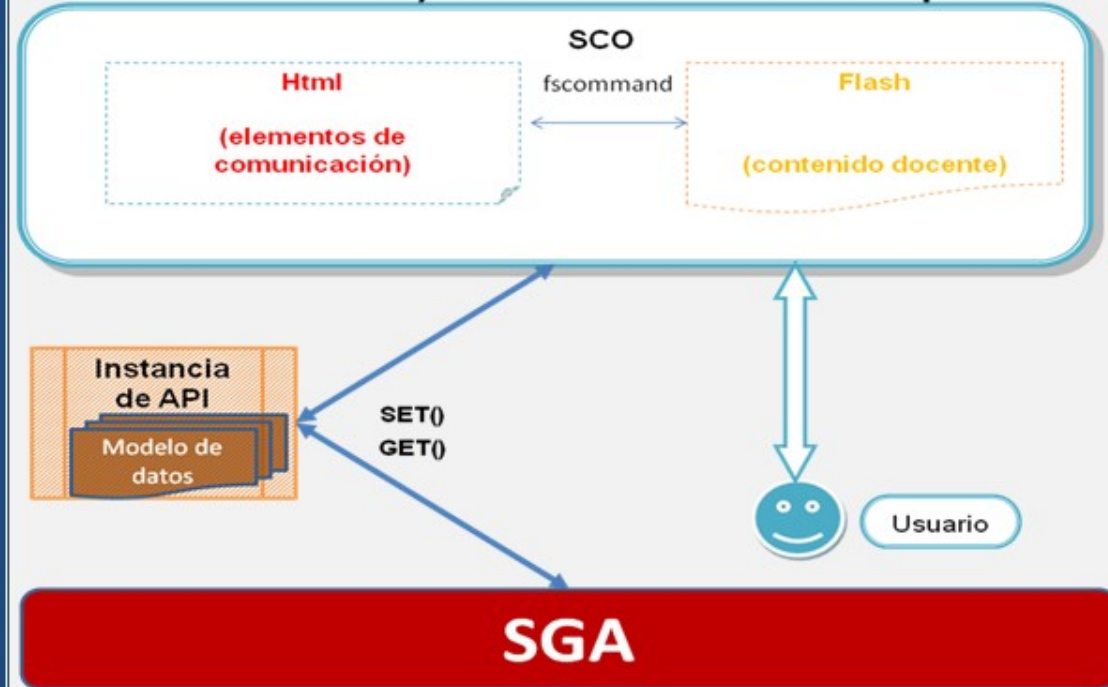 SCO
Html
fscommand
Flash
(elementos de
comunicación)
(contenido docente)
Instancia
de API
Modelo de
datos
SET()
GET()
Usuario
SGA